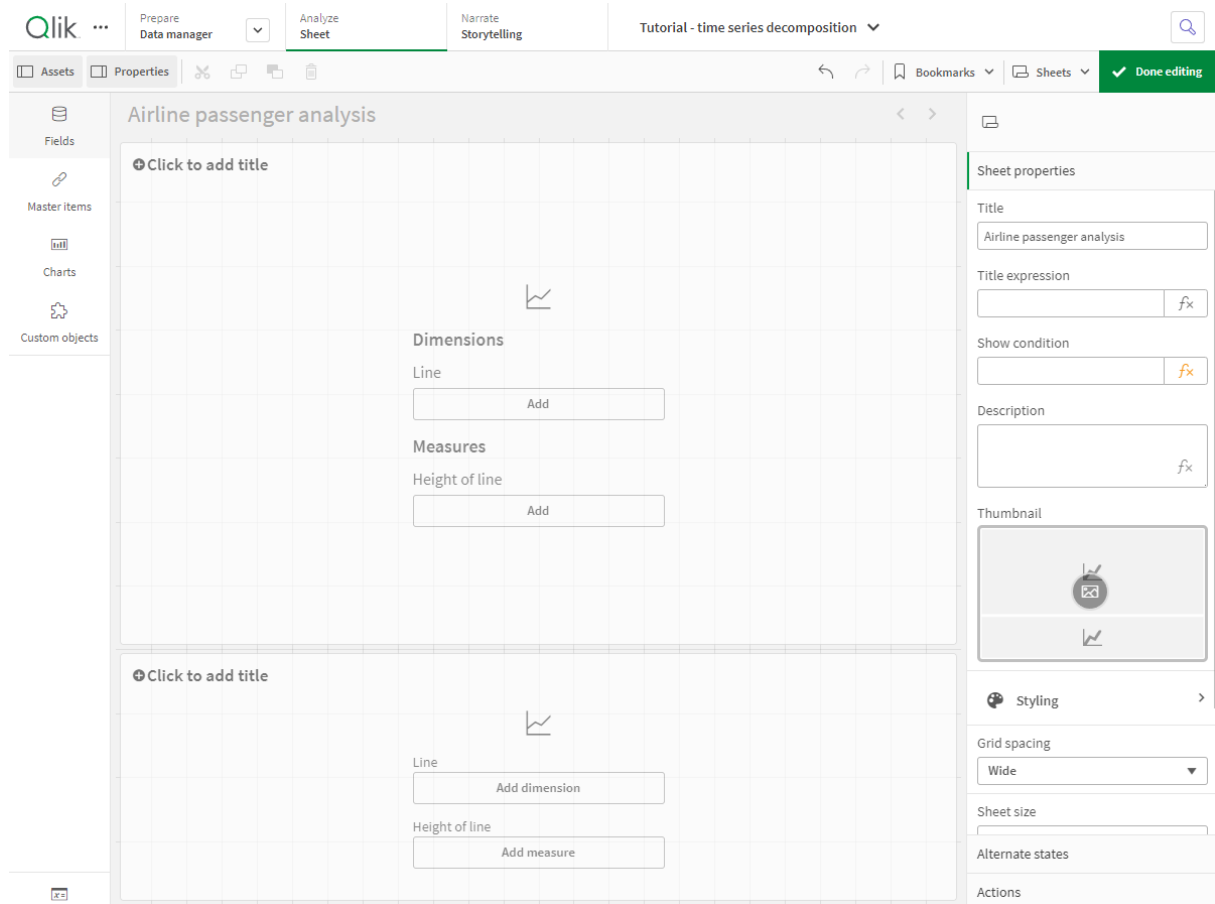 Qlik
Prepare
Data manager
Analyze
Sheet
Narrate
Storytelling
Tutorial - time series decomposition
Assets
Properties
Bookmarks
Sheets
Done editing
Fields
Master items
Charts
Custom objects
Airline passenger analysis
Click to add title
Dimensions
Line
Add
Measures
Height of line
Add
Click to add title
Line
Add dimension
Height of line
Add measure
Sheet properties
Title
Airline passenger analysis
Title expression
fx
Show condition
fx
Description
fx
Thumbnail
Styling
Grid spacing
Wide
Sheet size
Alternate states
Actions